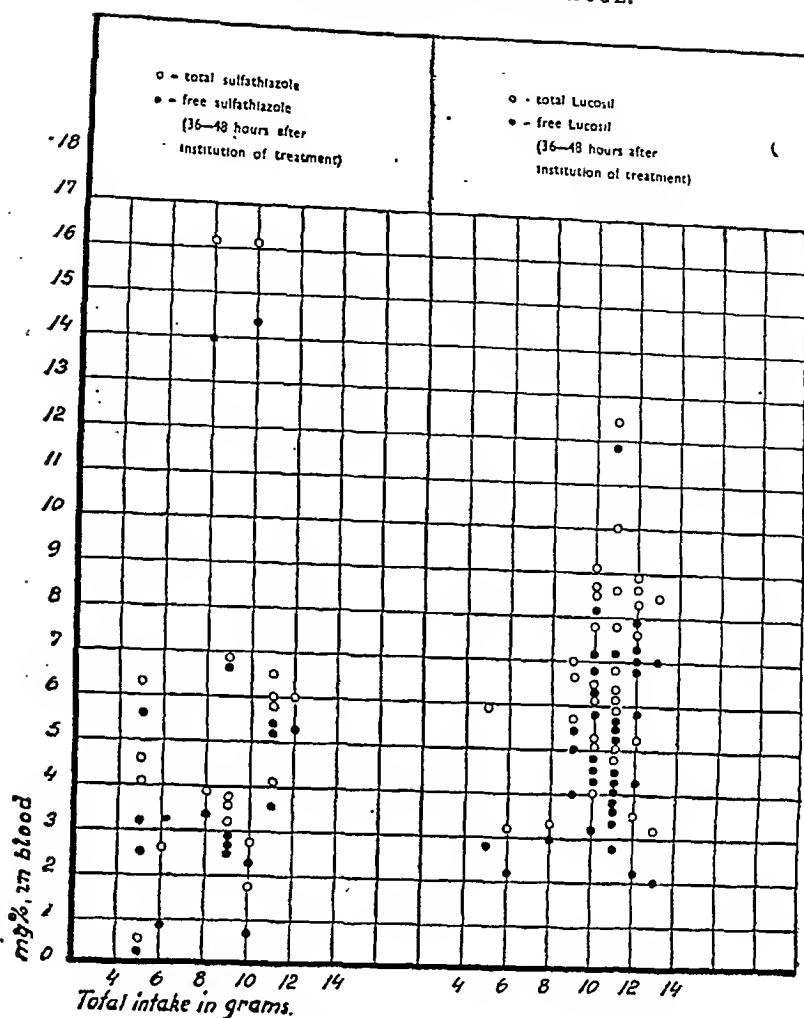 o - total sulfathiazole
• - free sulfathiazole
(36—48 hours after
institution of treatment)
o - total Lucosil
• - free Lucosil
(36—48 hours after
institution of treatment)
18
17
16
15
14
13
12
11
10
9
8
7
6
5
4
3
2
1
0
mg%, in blood
4 6 8 10 12 14 4 6 8 10 12 14
Total intake in grams.